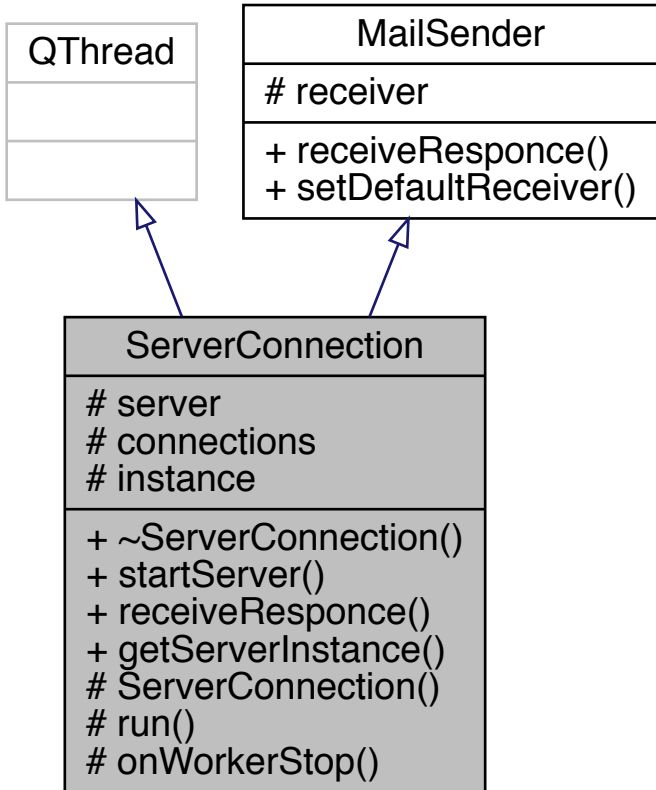 QThread
MailSender
# receiver
+ receiveResponce()
+ setDefaultReceiver()
ServerConnection
# server
# connections
# instance
+ ~ServerConnection()
+ startServer()
+ receiveResponce()
+ getServerInstance()
# ServerConnection()
# run()
# onWorkerStop()